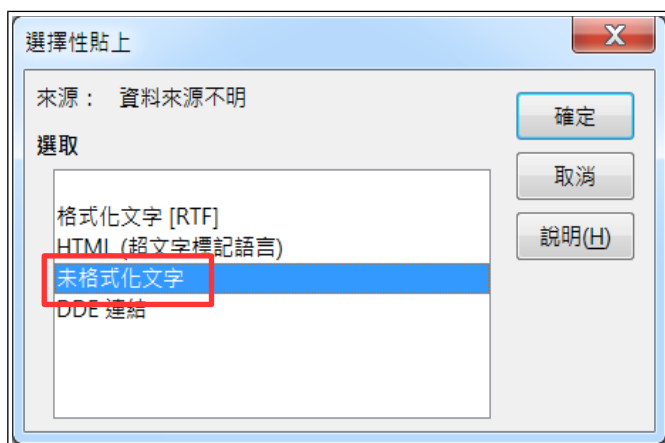 選擇性貼上
X
來源： 資料來源不明
確定
選取
取消
格式化文字 [RTF]
說明(H)
HTML (超文字標記語言)
未格式化文字
DDE 連結